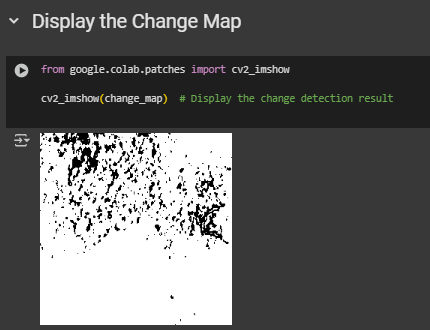 Display the Change Map
from google.colab.patches import cv2_imshow
cv2_imshow(change_map)  # Display the change detection result